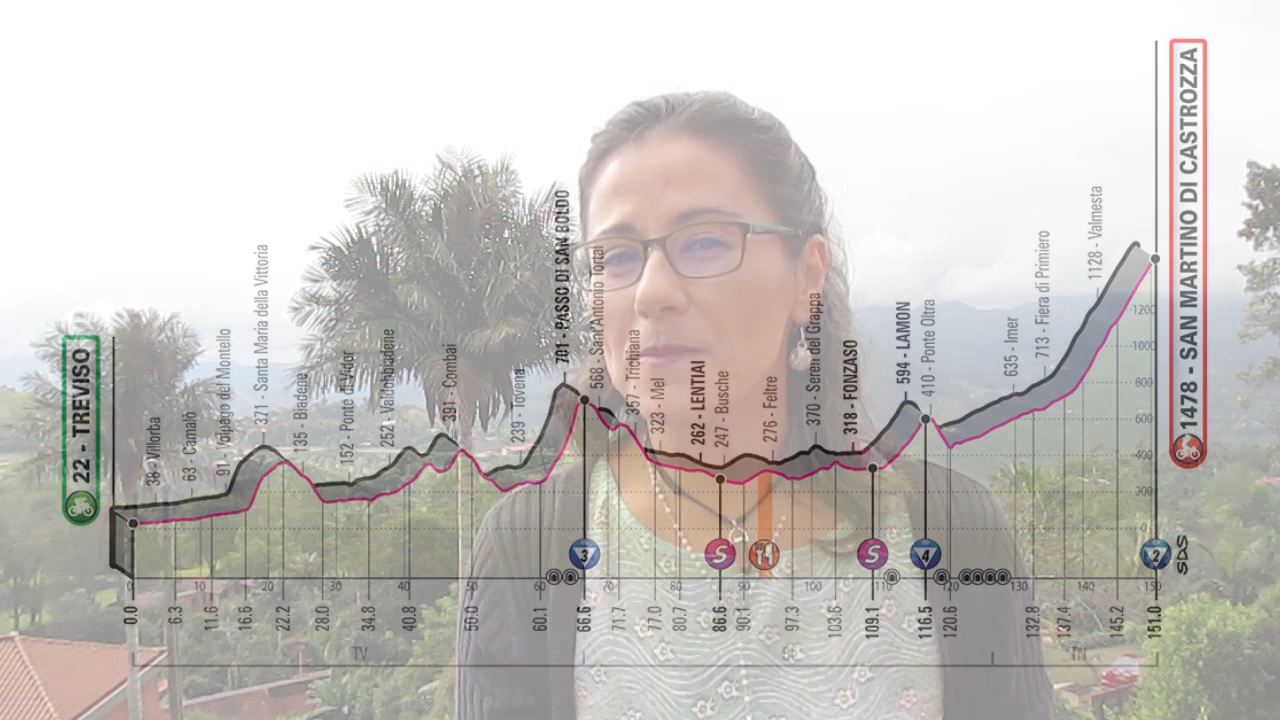 22 - TREVISO
38 - Villorba
63 - Camalò
91 - Volpago del Montello
371 - Santa Maria della Vittoria
135 - Biadene
152 - Ponte di Vidor
252 - Valdobbiadene
391 - Combai
239 - Tovena
701 - PASSO DI SAN BOLDO
568 - Sant'Antonio Tortal
357 - Trichiana
323 - Mel
262 - LENTIAI
247 - Busche
276 - Feltre
370 - Seren del Grappa
318 - FONZASO
594 - LAMON
410 - Ponte Oltra
635 - Imer
713 - Fiera di Primiero
1128 - Valmesta
1478 - SAN MARTINO DI CASTROZZA
1200
1000
800
600
400
200
0
3
S
S
4
2
SDS
0
10
20
30
40
50
60
70
80
90
100
110
120
130
140
150
0.0
6.3
11.6
16.6
22.2
28.0
34.8
40.8
50.0
60.1
66.6
71.7
77.0
80.7
86.6
90.1
97.3
103.6
109.1
116.5
120.6
132.8
137.4
145.2
151.0
TV
TN